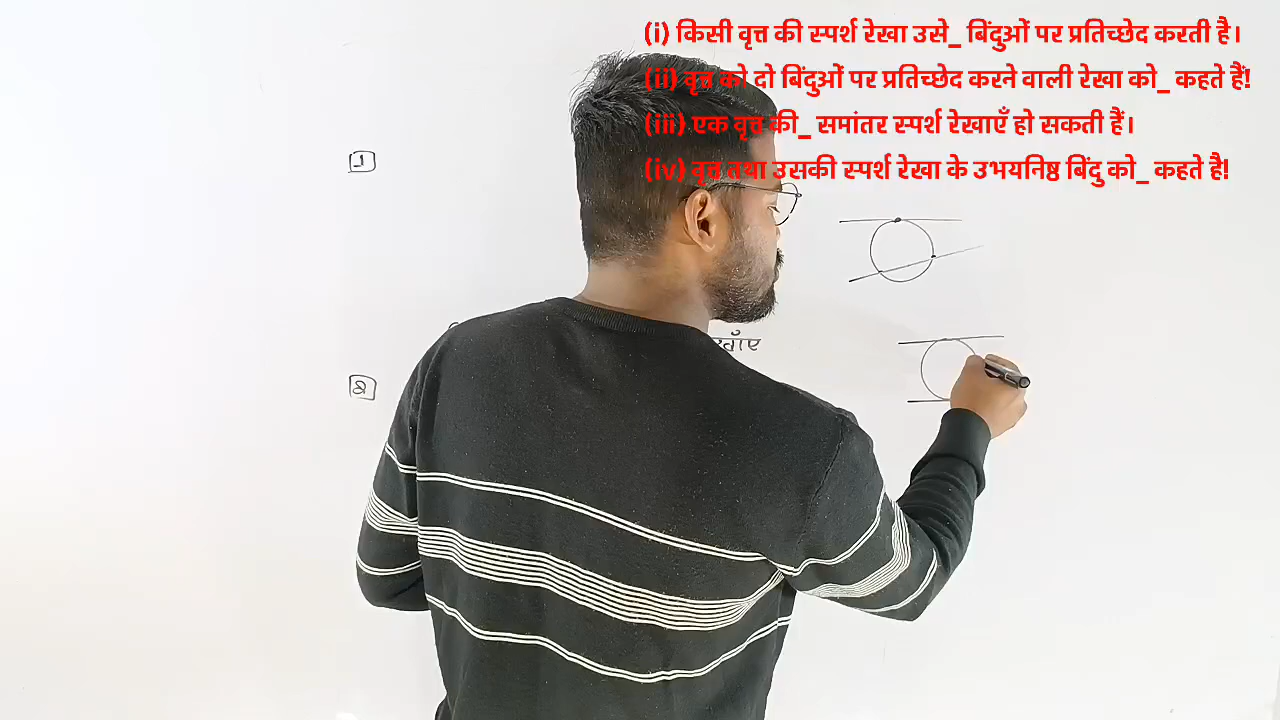 (i) किसी वृत्त की स्पर्श रेखा उसे_ बिंदुओं पर प्रतिच्छेद करती है।
(ii) वृत्त को दो बिंदुओं पर प्रतिच्छेद करने वाली रेखा को_ कहते हैं!
(iii) एक वृत्त की_ समांतर स्पर्श रेखाएँ हो सकती हैं।
(iv) वृत्त तथा उसकी स्पर्श रेखा के उभयनिष्ठ बिंदु को_ कहते है!
1
2